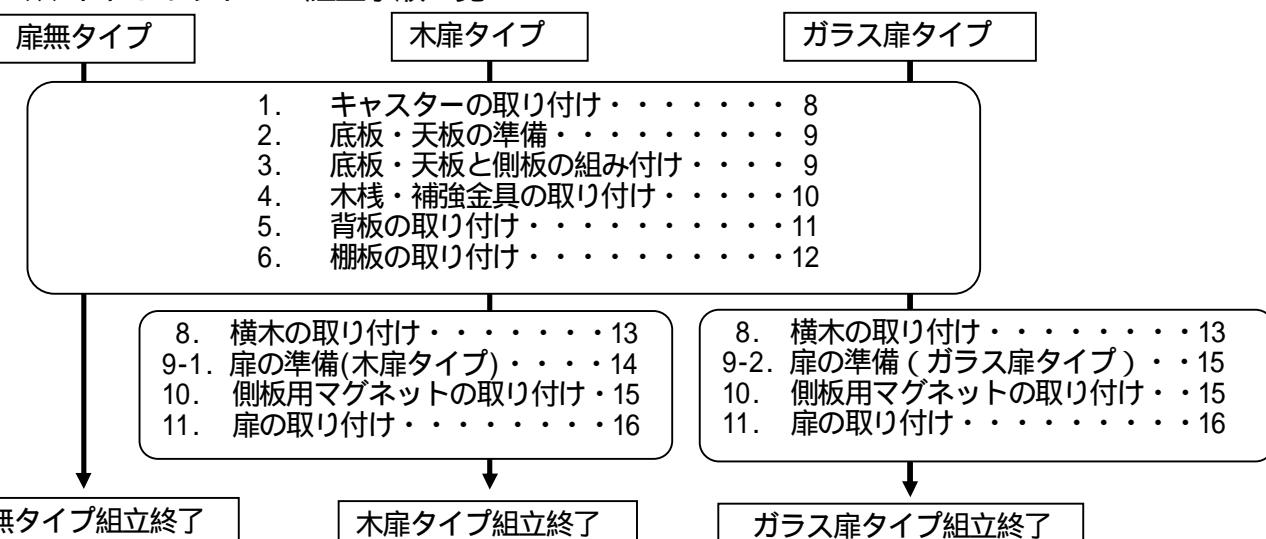 扉無タイプ
木扉タイプ
ガラス扉タイプ
1. キャスターの取り付け・・・・・・・ 8
2. 底板・天板の準備・・・・・・・・・ 9
3. 底板・天板と側板の組み付け・・・・ 9
4. 木桟・補強金具の取り付け・・・・・10
5. 背板の取り付け・・・・・・・・・・11
6. 棚板の取り付け・・・・・・・・・・12
8. 横木の取り付け・・・・・・・13
9-1. 扉の準備(木扉タイプ)・・・・14
10. 側板用マグネットの取り付け・15
11. 扉の取り付け・・・・・・・・16
8. 横木の取り付け・・・・・・・・13
9-2. 扉の準備(ガラス扉タイプ)・・15
10. 側板用マグネットの取り付け・・15
11. 扉の取り付け・・・・・・・・・16
無タイプ組立終了
木扉タイプ組立終了
ガラス扉タイプ組立終了